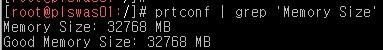 [root@plswas01:/]# prtconf | grep 'Memory Size'
Memory Size: 32768 MB
Good Memory Size: 32768 MB